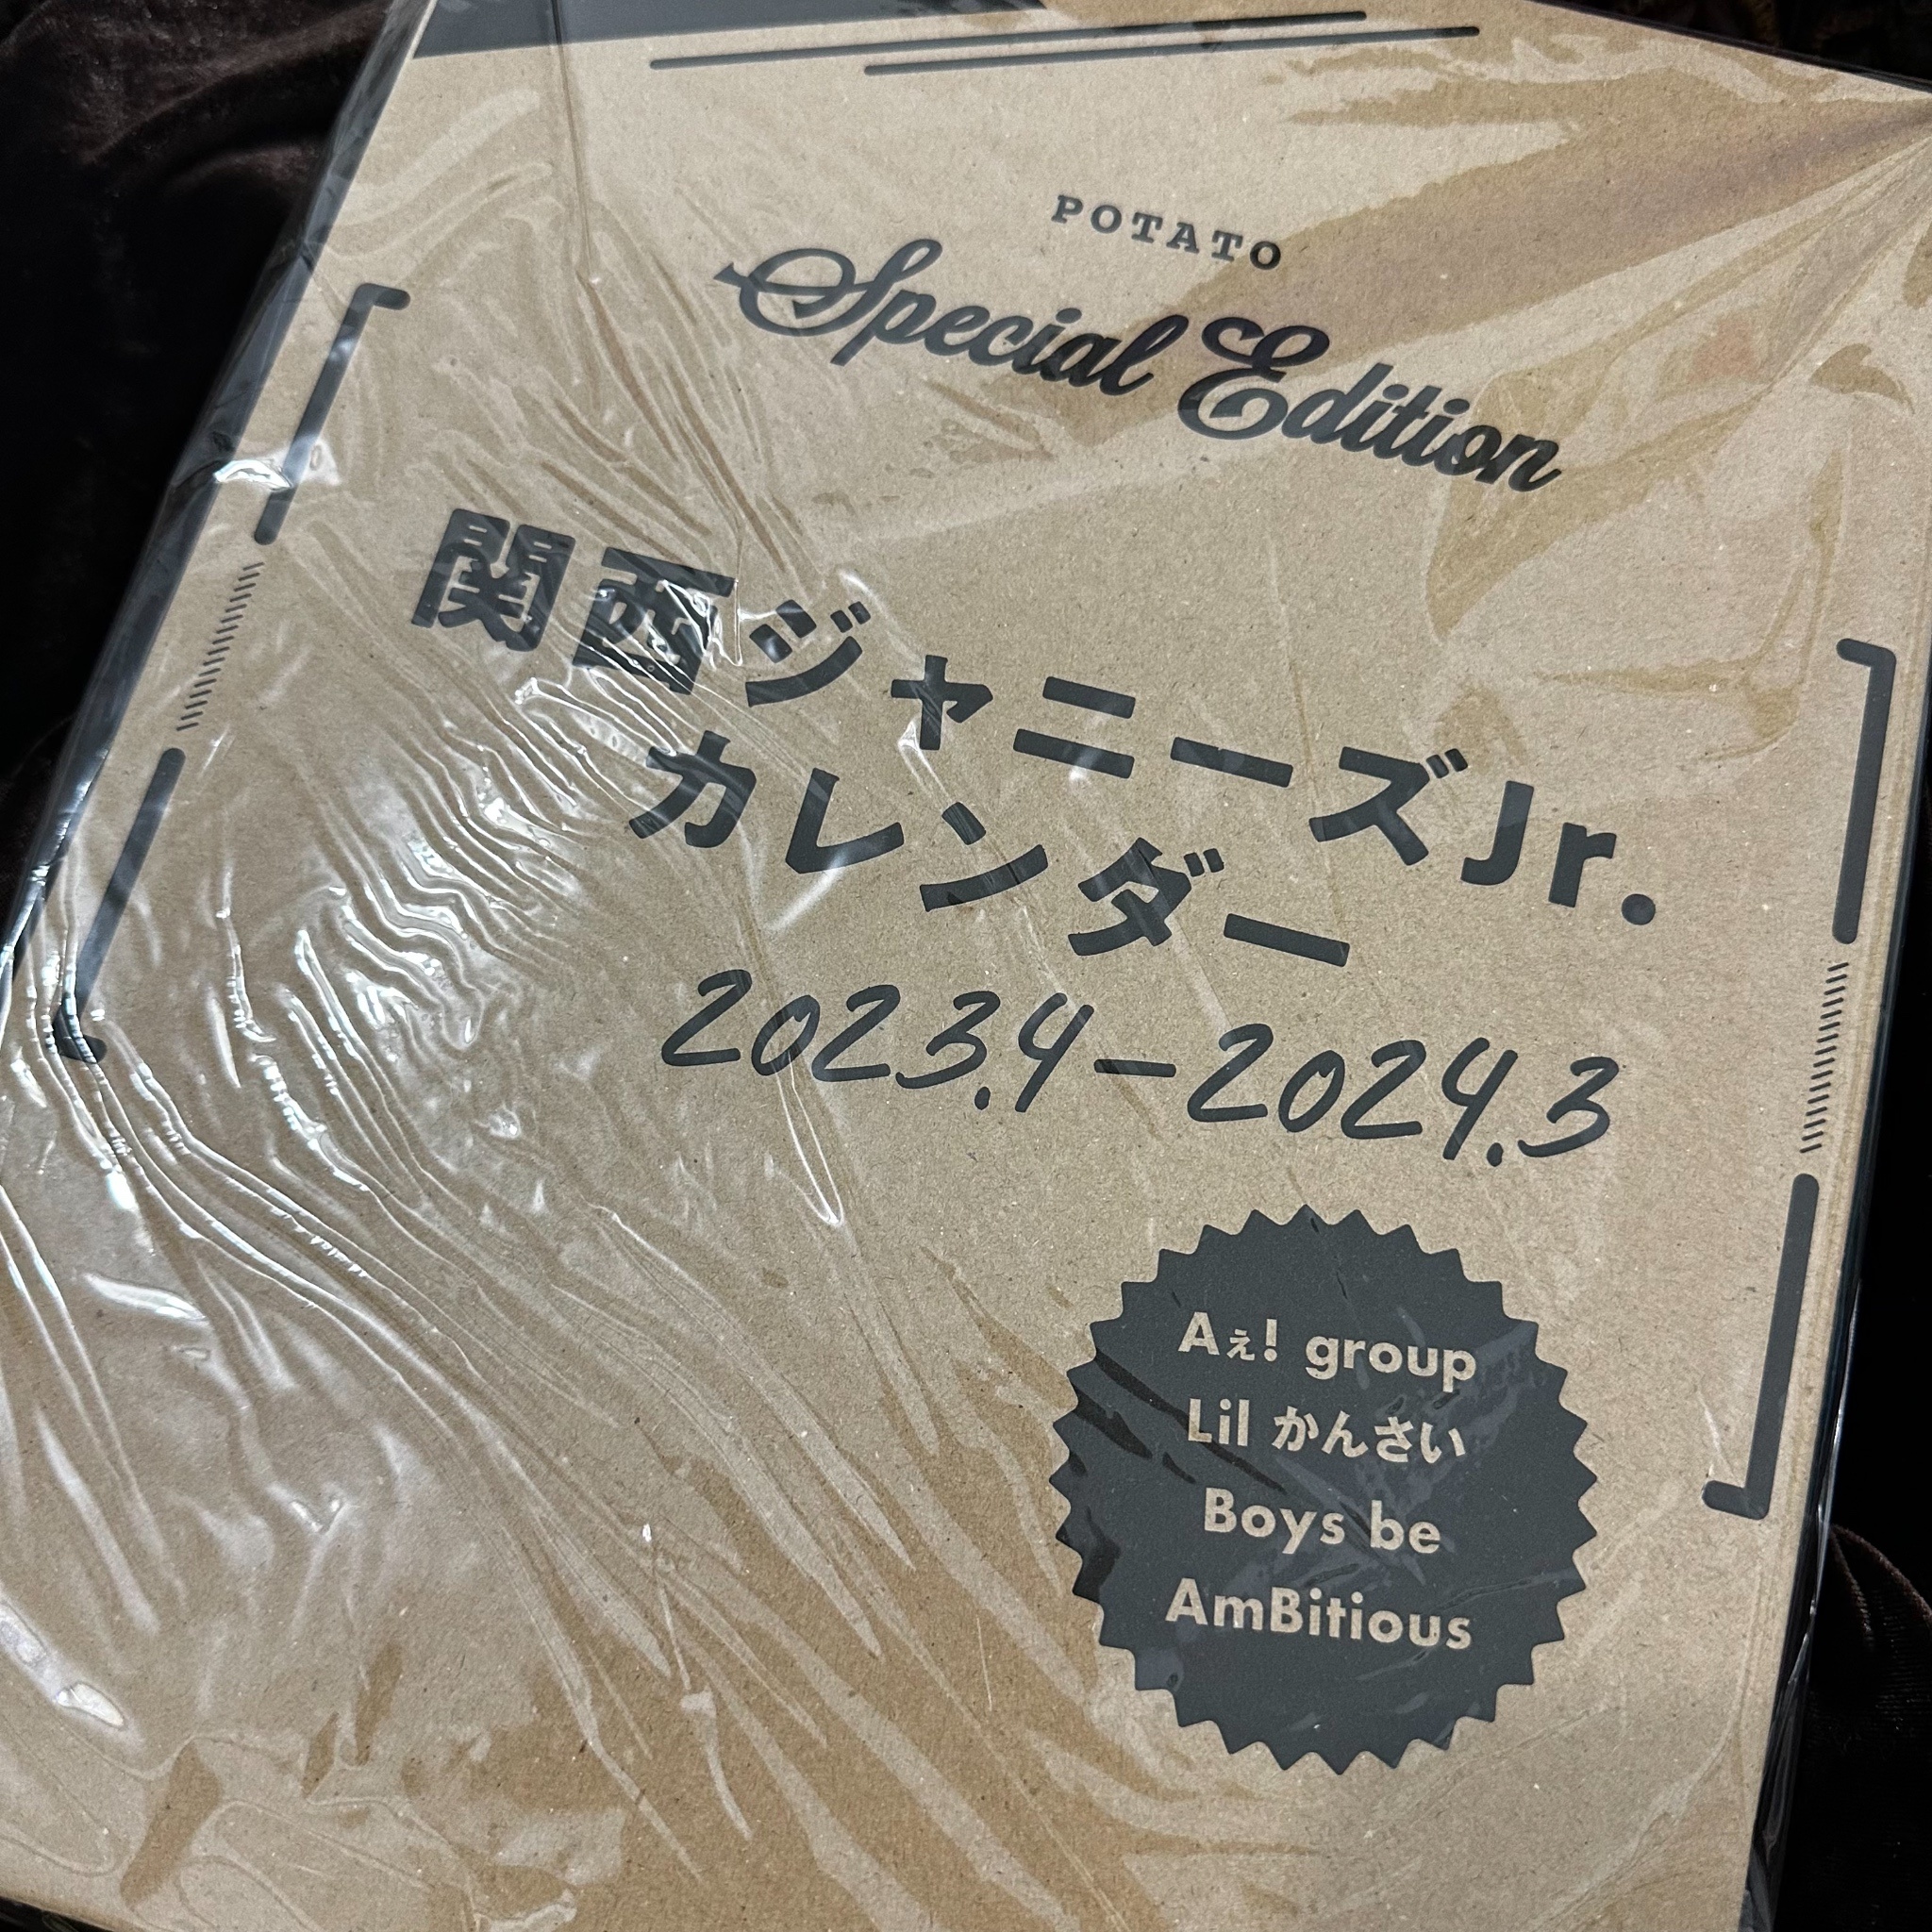 POTATO
Special Edition
関西ジャニーズJr.
カレンダー
2023.4-2024.3
Aぇ! group
Lil かんさい
Boys be
AmBitious